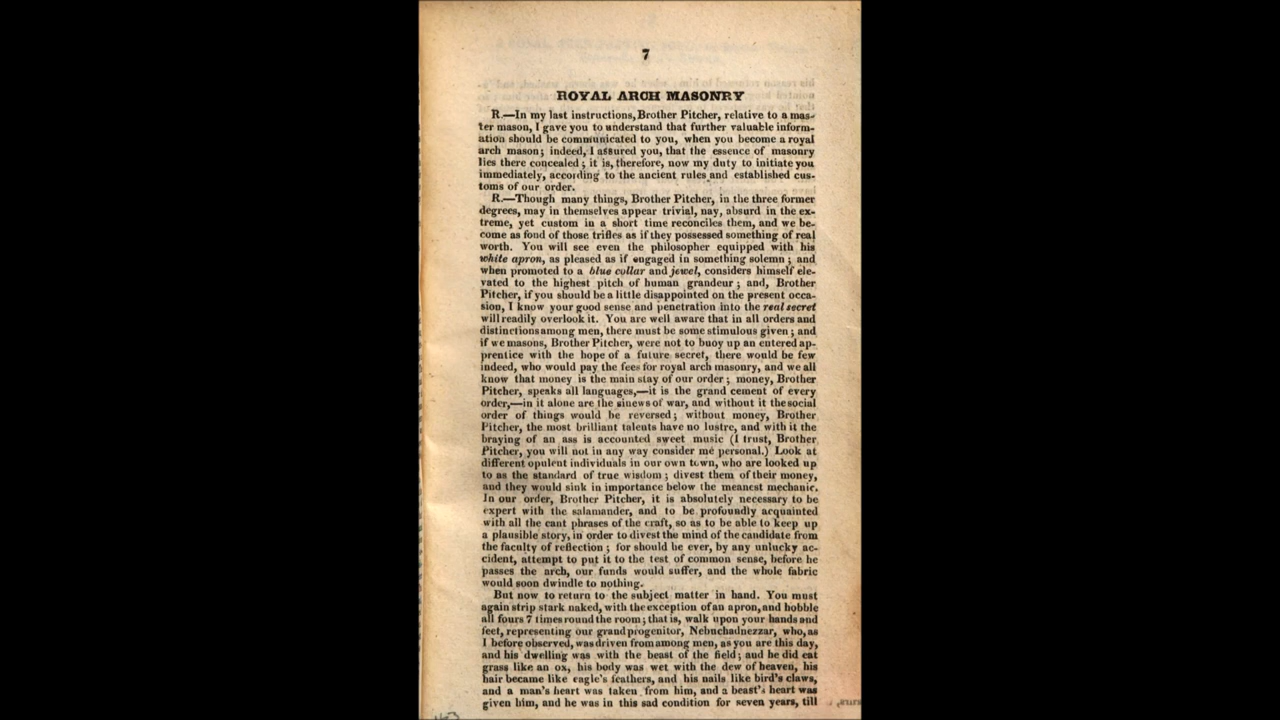 7
ROYAL ARCH MASONRY
R.—In my last instructions, Brother Pitcher, relative to a mas-
ter mason, I gave you to understand that further valuable inform-
ation should be communicated to you, when you become a royal
arch mason; indeed, I assured you, that the essence of masonry
lies there concealed; it is, therefore, now my duty to initiate you
immediately, according to the ancient rules and established cus-
toms of our order.
R.—Though many things, Brother Pitcher, in the three former
degrees, may in themselves appear trivial, nay, absurd in the ex-
treme, yet custom in a short time reconciles them, and we be-
come as fond of those trifles as if they possessed something of real
worth. You will see even the philosopher equipped with his
white apron, as pleased as if engaged in something solemn; and
when promoted to a blue collar and jewel, considers himself ele-
vated to the highest pitch of human grandeur; and, Brother
Pitcher, if you should be a little disappointed on the present occa-
sion, I know your good sense and penetration into the real secret
will readily overlook it. You are well aware that in all orders and
distinctions among men, there must be some stimulous given; and
if we masons, Brother Pitcher, were not to buoy up an entered ap-
prentice with the hope of a future secret, there would be few
indeed, who would pay the fees for royal arch masonry, and we all
know that money is the main stay of our order; money, Brother
Pitcher, speaks all languages,—it is the grand cement of every
order,—in it alone are the sinews of war, and without it the social
order of things would be reversed; without money, Brother
Pitcher, the most brilliant talents have no lustre, and with it the
braying of an ass is accounted sweet music (I trust, Brother
Pitcher, you will not in any way consider me personal.) Look at
different opulent individuals in our own town, who are looked up
to as the standard of true wisdom; divest them of their money,
and they would sink in importance below the meanest mechanic.
In our order, Brother Pitcher, it is absolutely necessary to be
expert with the salamander, and to be profoundly acquainted
with all the cant phrases of the craft, so as to be able to keep up
a plausible story, in order to divest the mind of the candidate from
the faculty of reflection; for should he ever, by any unlucky ac-
cident, attempt to put it to the test of common sense, before he
passes the arch, our funds would suffer, and the whole fabric
would soon dwindle to nothing.
But now to return to the subject matter in hand. You must
again strip stark naked, with the exception of an apron, and hobble
all fours 7 times round the room; that is, walk upon your hands and
feet, representing our grand progenitor, Nebuchadnezzar, who, as
I before observed, was driven from among men, as you are this day,
and his dwelling was with the beast of the field; and he did eat
grass like an ox, his body was wet with the dew of heaven, his
hair became like eagle's feathers, and his nails like bird's claws,
and a man's heart was taken from him, and a beast's heart was
given him, and he was in this sad condition for seven years, till